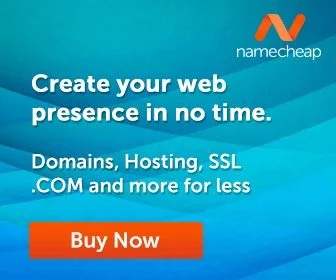 namecheap
Create your web
presence in no time.
Domains, Hosting, SSL
.COM and more for less
Buy Now